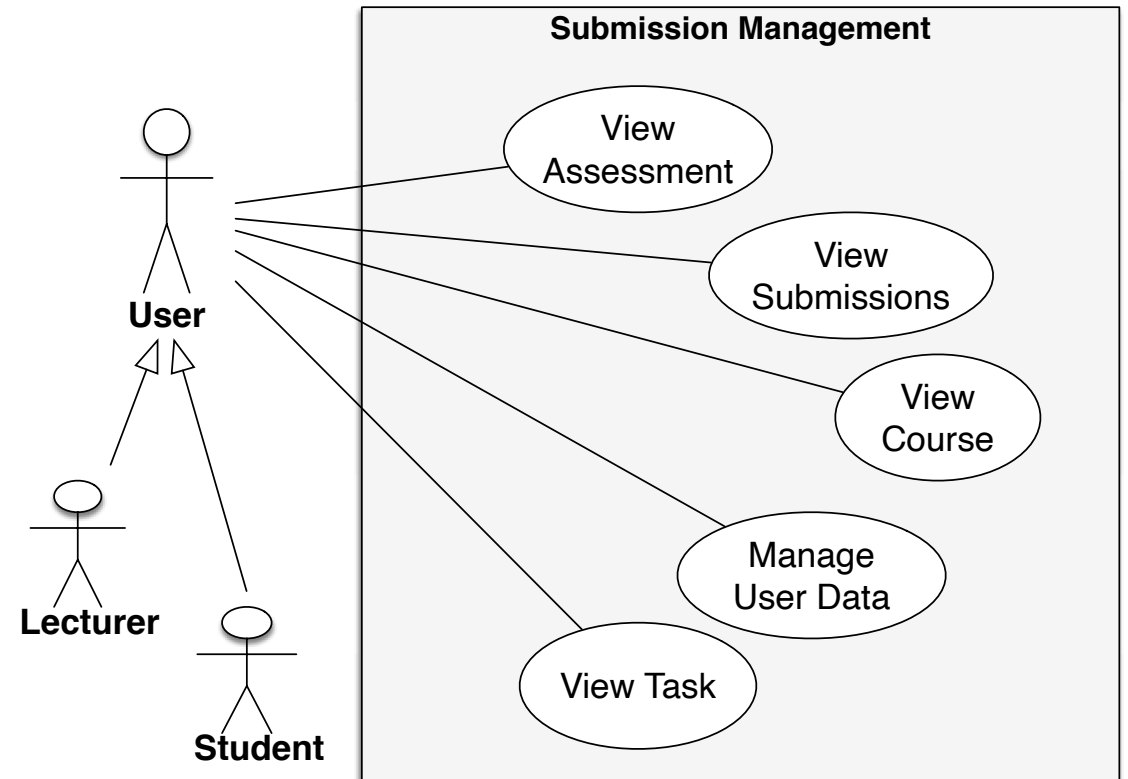 Submission Management
View
Assessment
View
Submissions
User
View
Course
Manage
User Data
Lecturer
View Task
Student